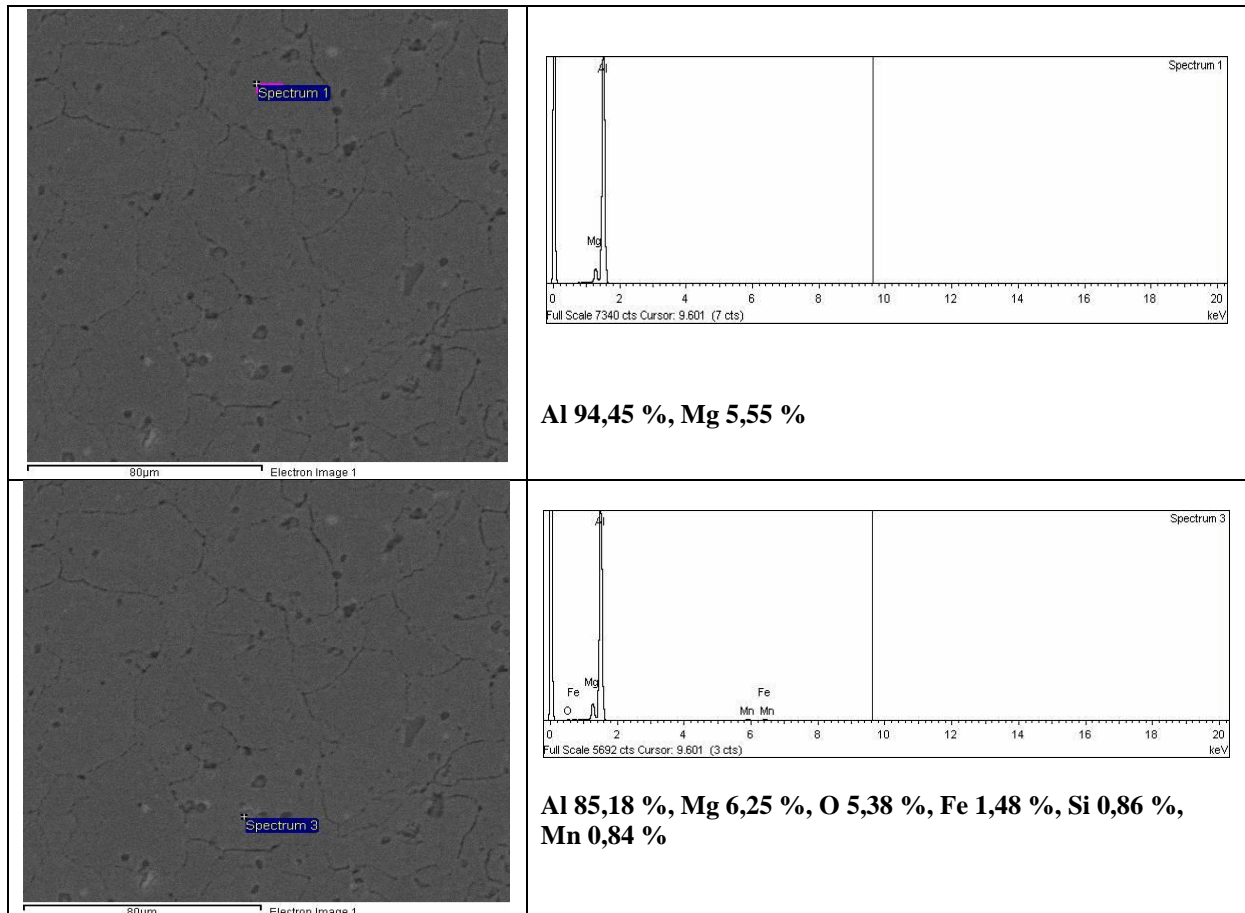 Spectrum 1
80µm
Electron Image 1
Spectrum 1
Al
Mg
0 2 4 6 8 10 12 14 16 18 20
Full Scale 7340 cts Cursor: 9.601 (7 cts)
keV
Al 94,45 %, Mg 5,55 %
Spectrum 3
80µm
Electron Image 1
Spectrum 3
Al
Fe Mg Fe
O Mn Mn
0 2 4 6 8 10 12 14 16 18 20
Full Scale 5692 cts Cursor: 9.601 (3 cts)
keV
Al 85,18 %, Mg 6,25 %, O 5,38 %, Fe 1,48 %, Si 0,86 %,
Mn 0,84 %